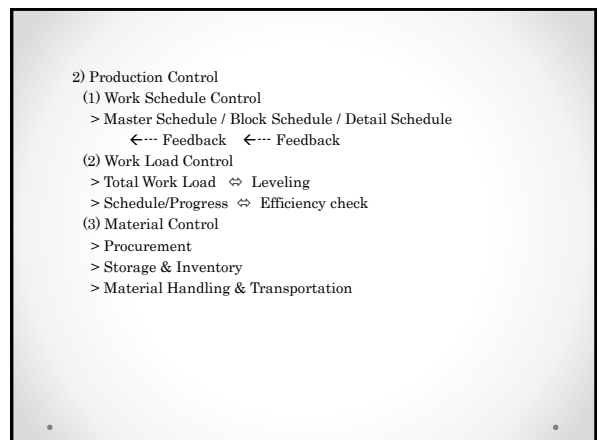 2) Production Control
(1) Work Schedule Control
> Master Schedule / Block Schedule / Detail Schedule
←--- Feedback ←--- Feedback
(2) Work Load Control
> Total Work Load ⇔ Leveling
> Schedule/Progress ⇔ Efficiency check
(3) Material Control
> Procurement
> Storage & Inventory
> Material Handling & Transportation